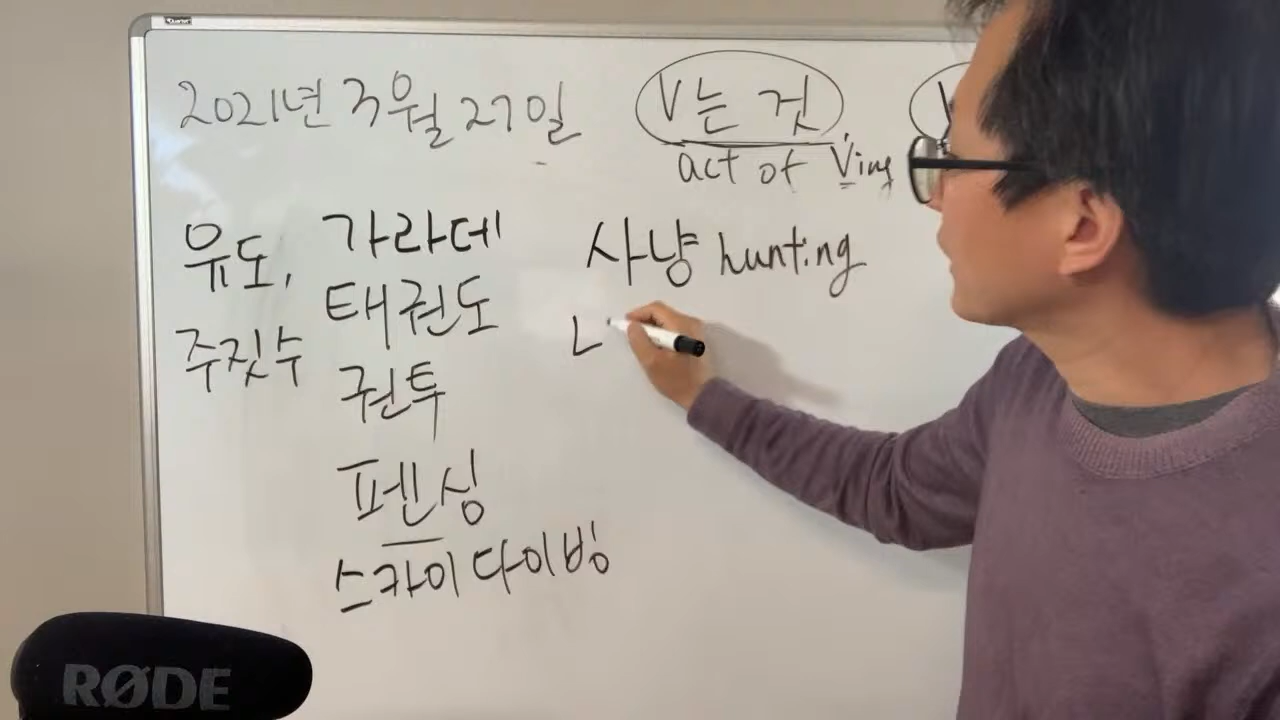 2021년 3월 27일
V는 것
act of Ving
유도,
주짓수
가라데
태권도
권투
펜싱
스카이다이빙
사냥 hunting
ㄴ
RØDE